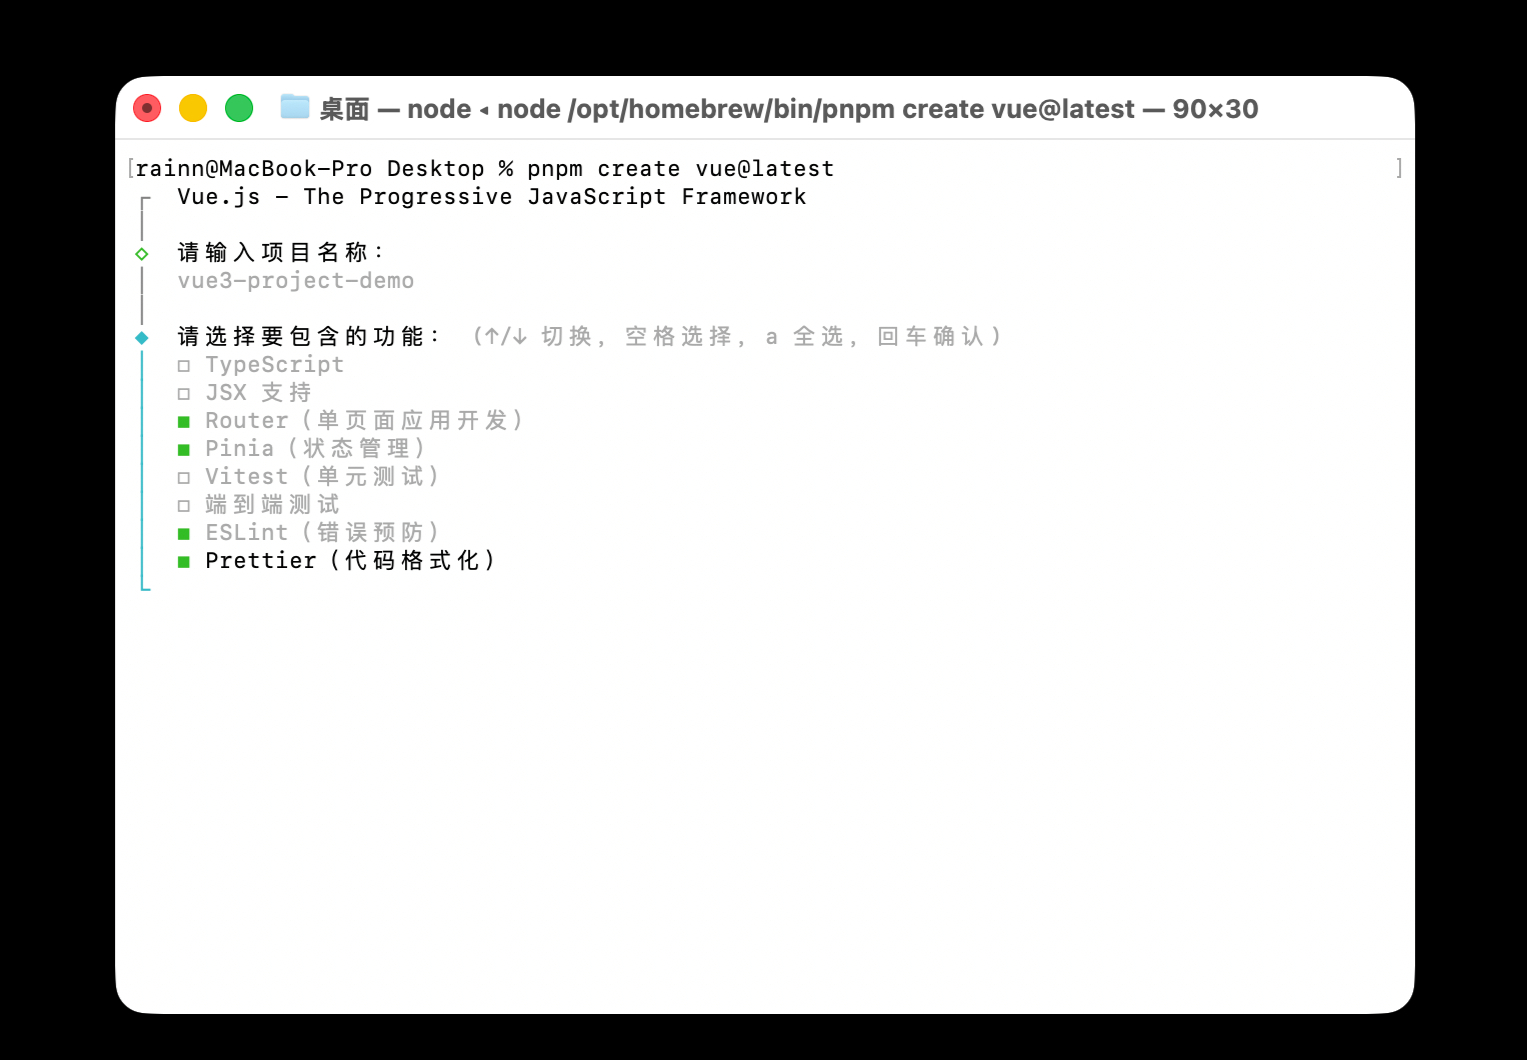 桌面 — node ◂ node /opt/homebrew/bin/pnpm create vue@latest — 90×30
[rainn@MacBook-Pro Desktop % pnpm create vue@latest ]
Vue.js - The Progressive JavaScript Framework
请输入项目名称：
vue3-project-demo
请选择要包含的功能： （↑/↓ 切换，空格选择，a 全选，回车确认）
TypeScript
JSX 支持
Router（单页面应用开发）
Pinia（状态管理）
Vitest（单元测试）
端到端测试
ESLint（错误预防）
Prettier（代码格式化）